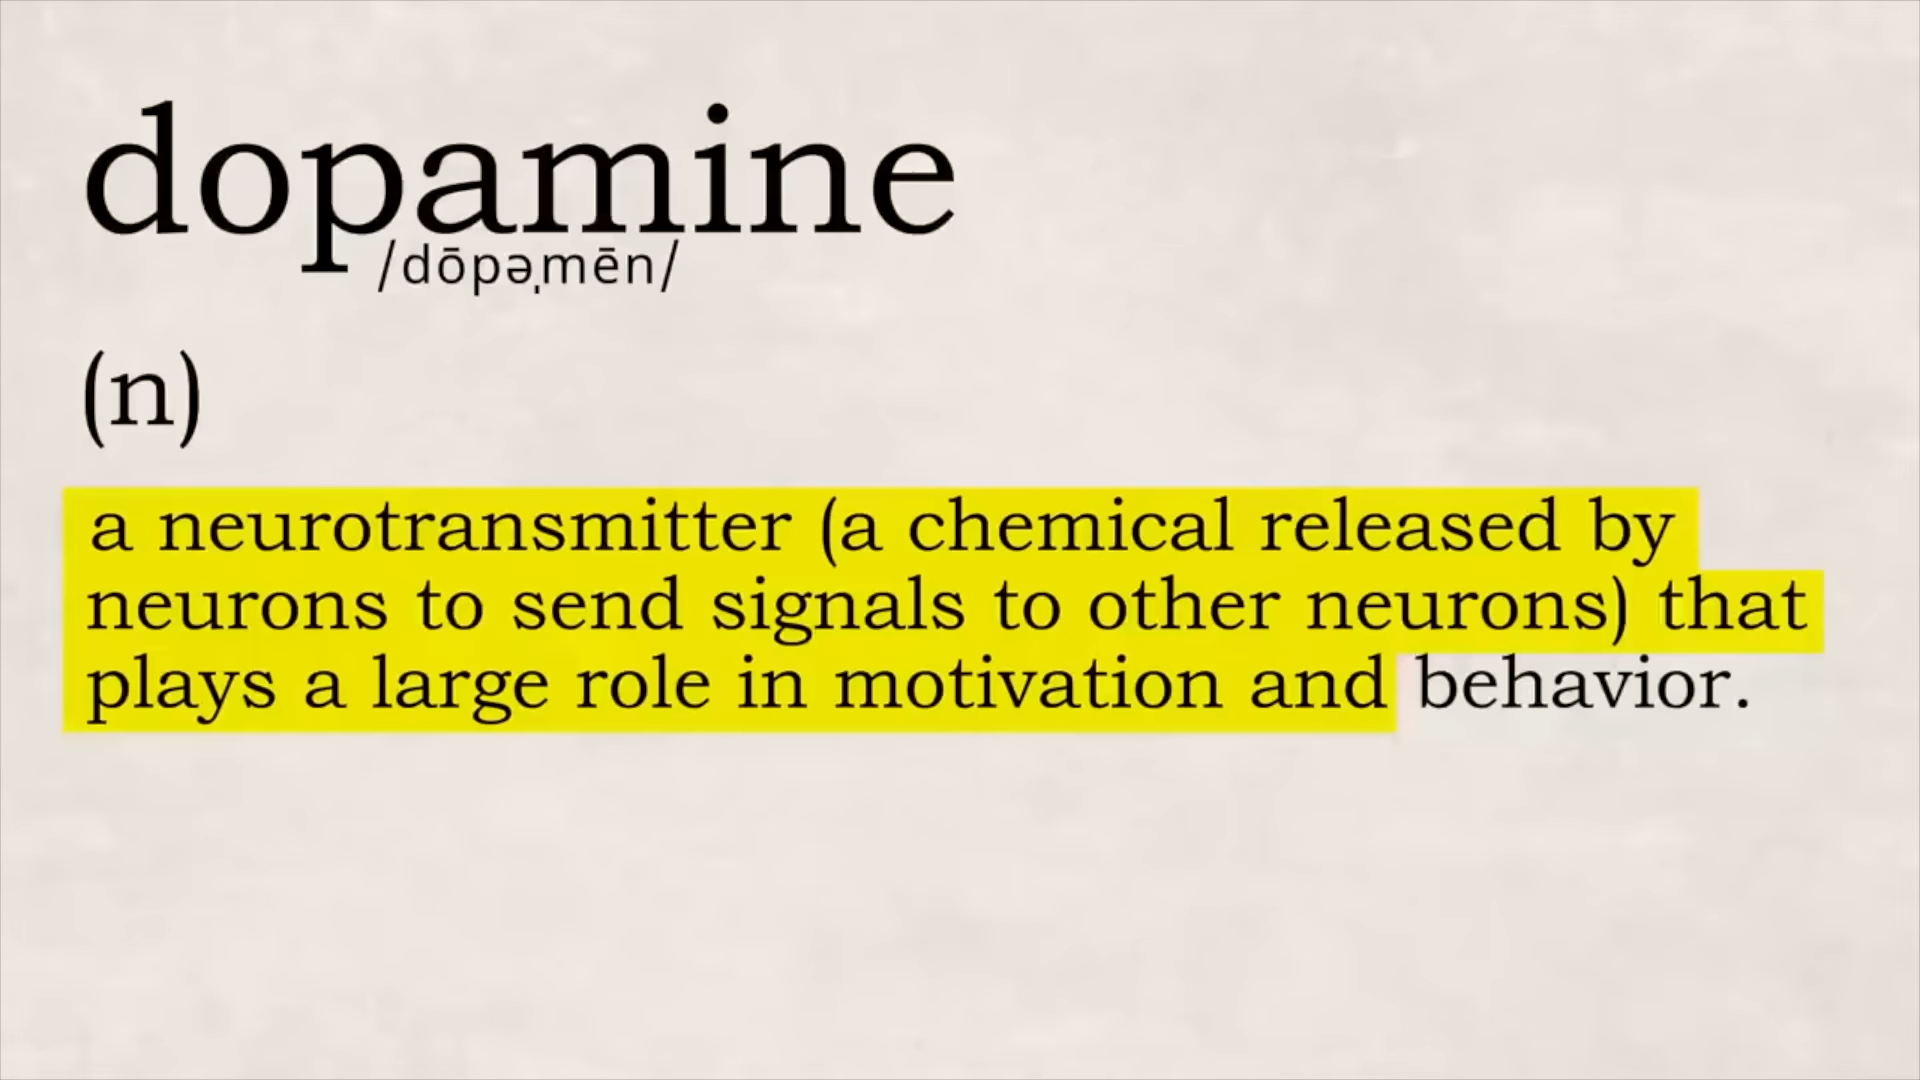 dopamine
/dōpəˌmēn/
(n)
a neurotransmitter (a chemical released by
neurons to send signals to other neurons) that
plays a large role in motivation and behavior.